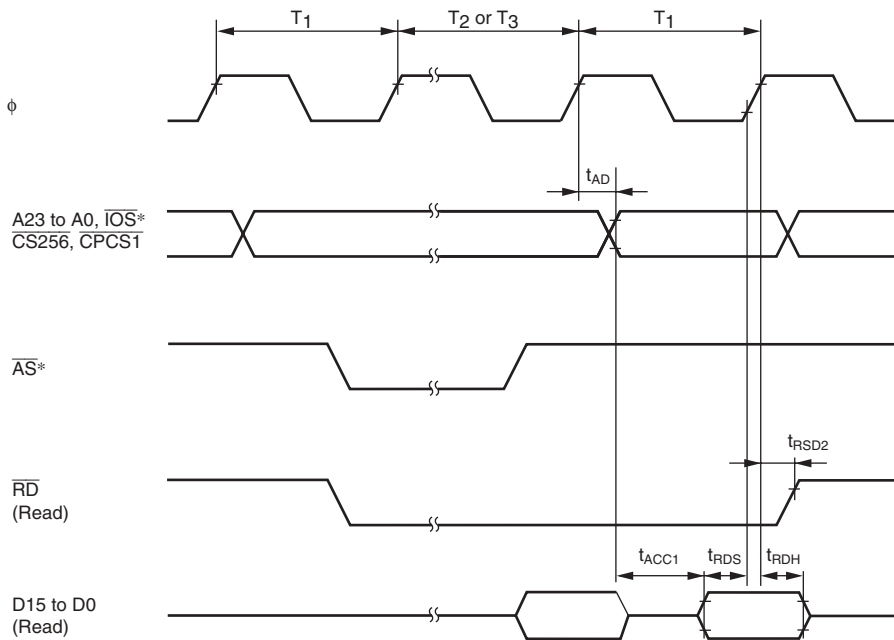 T1 T2 or T3 T1
ϕ
tAD
A23 to A0, IOS*
CS256, CPCS1
AS*
tRSD2
RD
(Read)
tACC1 tRDS tRDH
D15 to D0
(Read)